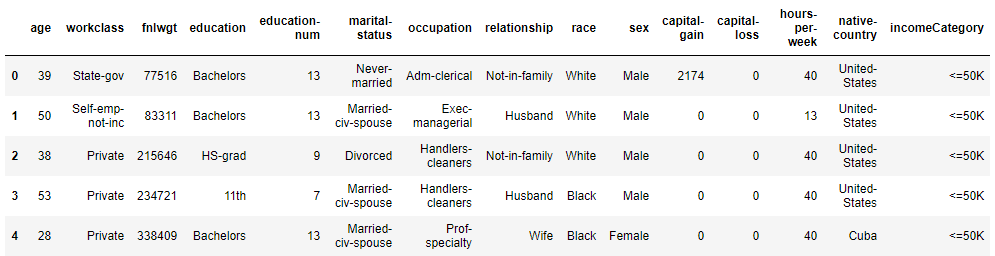 age workclass fnlwgt education education-num marital-status occupation relationship race sex capital-gain capital-loss hours-per-week native-country incomeCategory
0 39 State-gov 77516 Bachelors 13 Never-married Adm-clerical Not-in-family White Male 2174 0 40 United-States <=50K
1 50 Self-emp-not-inc 83311 Bachelors 13 Married-civ-spouse Exec-managerial Husband White Male 0 0 13 United-States <=50K
2 38 Private 215646 HS-grad 9 Divorced Handlers-cleaners Not-in-family White Male 0 0 40 United-States <=50K
3 53 Private 234721 11th 7 Married-civ-spouse Handlers-cleaners Husband Black Male 0 0 40 United-States <=50K
4 28 Private 338409 Bachelors 13 Married-civ-spouse Prof-specialty Wife Black Female 0 0 40 Cuba <=50K